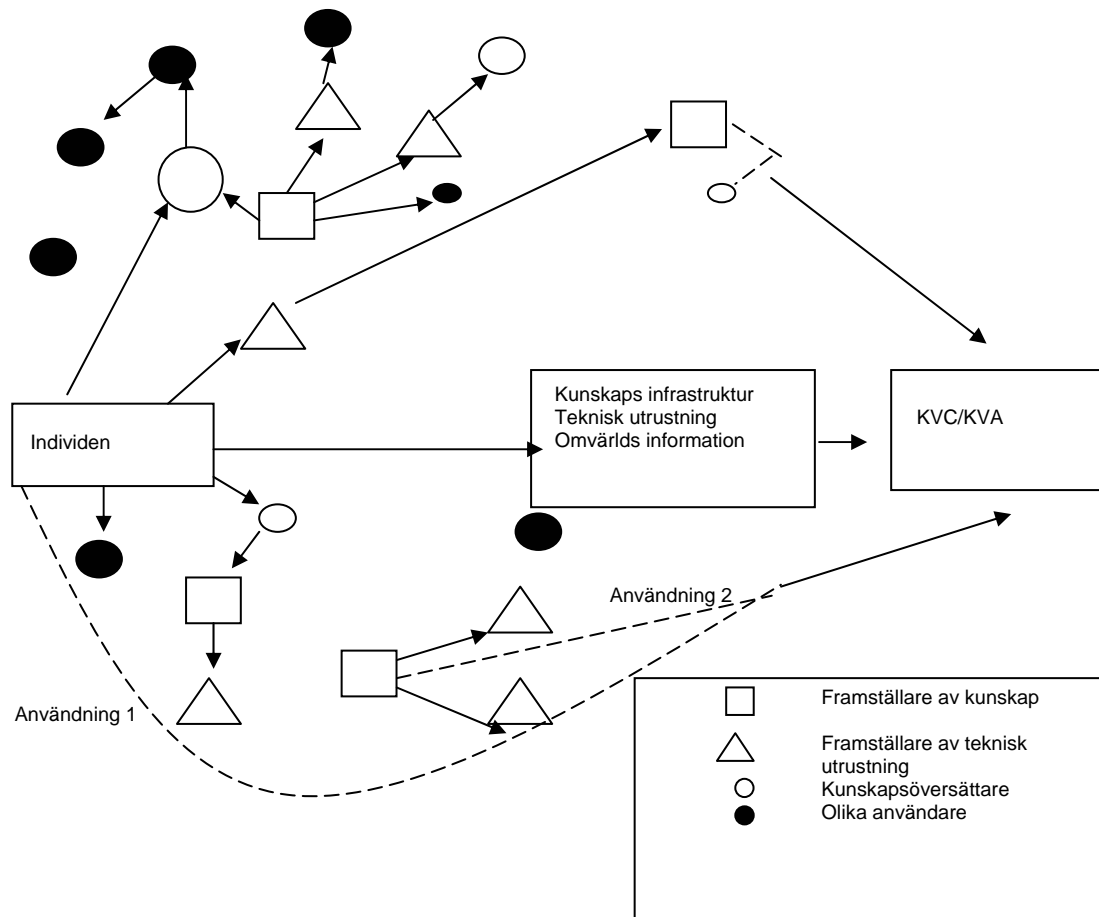 Kunskaps infrastruktur
Teknisk utrustning
Omvärlds information
KVC/KVA
Individen
Användning 2
Användning 1
Framställare av kunskap
Framställare av teknisk
utrustning
Kunskapsöversättare
Olika användare